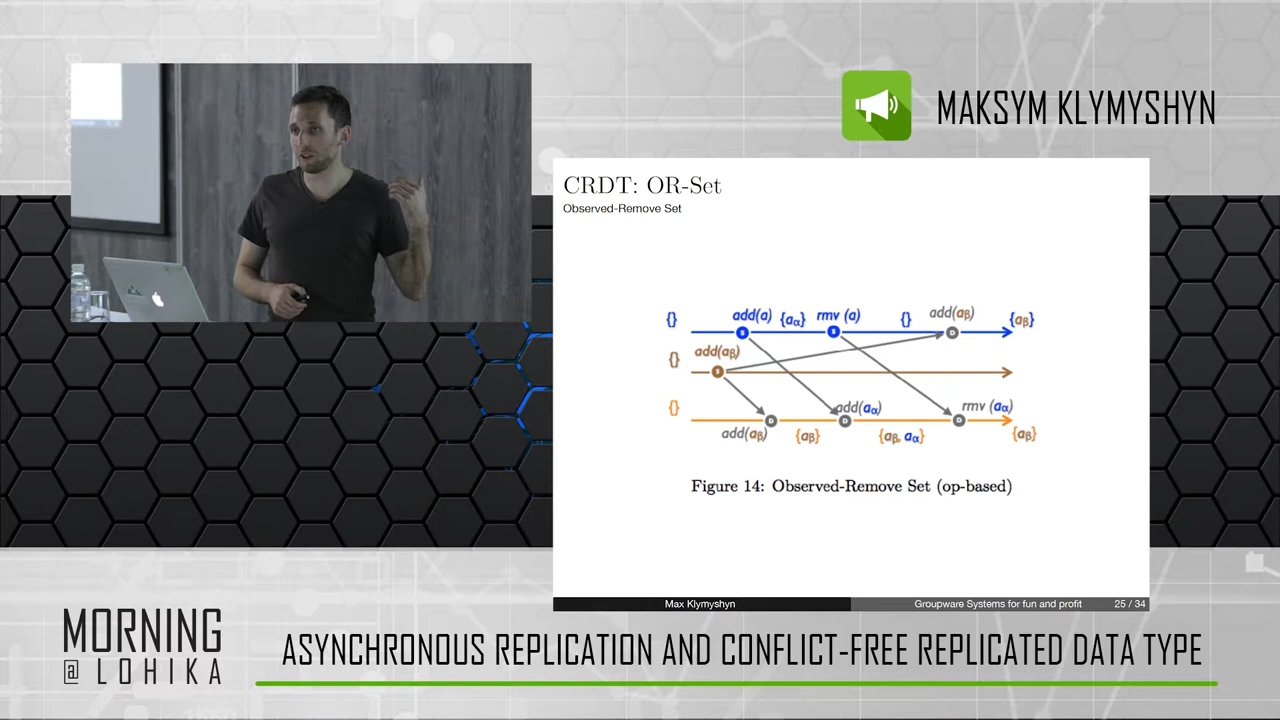 MAKSYM KLYMYSHYN
CRDT: OR-Set
Observed-Remove Set
{} add(a) {aα} rmv (a) {} add(aβ) {aβ}
S S D
{} add(aβ)
S
{} add(aα) rmv (aα)
D D D
add(aβ) {aβ} {aβ, aα} {aβ}
Figure 14: Observed-Remove Set (op-based)
Max Klymyshyn Groupware Systems for fun and profit 25 / 34
MORNING
@ LOHIKA
ASYNCHRONOUS REPLICATION AND CONFLICT-FREE REPLICATED DATA TYPE